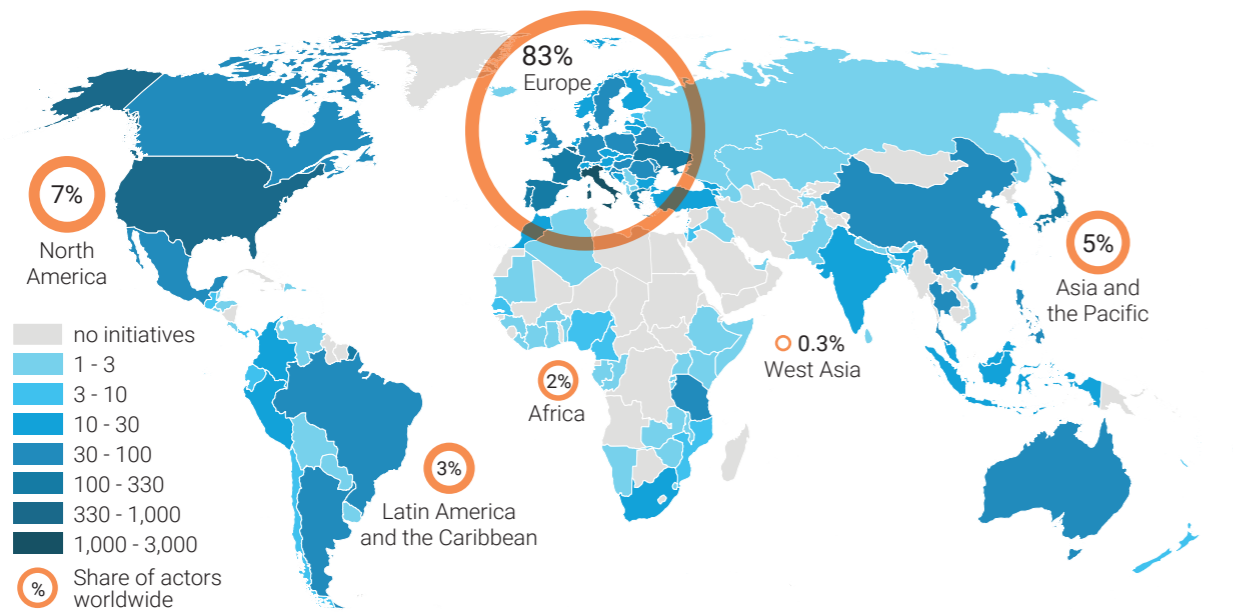 83%
Europe
7%
North
America
5%
Asia and
the Pacific
0.3%
West Asia
2%
Africa
3%
Latin America
and the Caribbean
no initiatives
1 - 3
3 - 10
10 - 30
30 - 100
100 - 330
330 - 1,000
1,000 - 3,000
%
Share of actors
worldwide